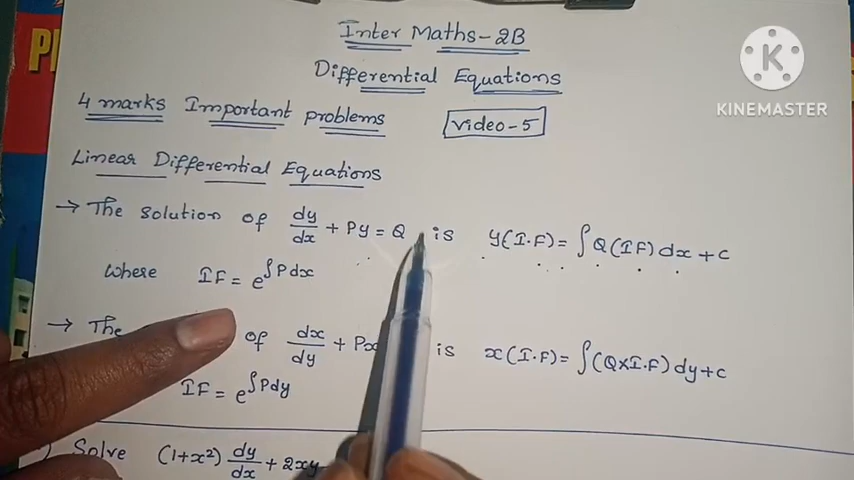 Inter Maths-2B
Differential Equations
KINEMASTER
4 marks Important problems video-5
Linear Differential Equations
→ The solution of dy/dx + Py = Q is y(I.F) = ∫Q(IF) dx + c
where IF = e^∫Pdx
→ The of dx/dy + Px is x(I.F) = ∫(Q×I.F) dy + c
IF = e^∫Pdy
) Solve (1+x²) dy/dx + 2xy